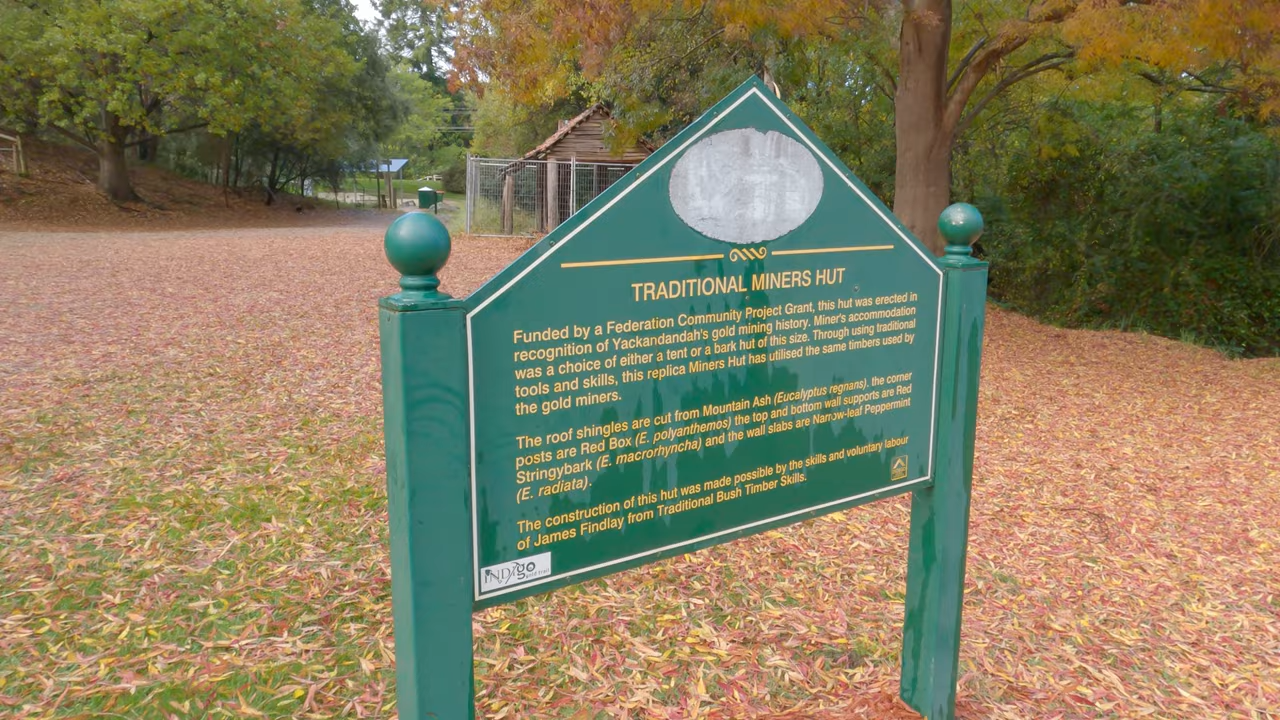 TRADITIONAL MINERS HUT
Funded by a Federation Community Project Grant, this hut was erected in
recognition of Yackandandah's gold mining history. Miner's accommodation
was a choice of either a tent or a bark hut of this size. Through using traditional
tools and skills, this replica Miners Hut has utilised the same timbers used by
the gold miners.
The roof shingles are cut from Mountain Ash (Eucalyptus regnans). the corner
posts are Red Box (E. polyanthemos) the top and bottom wall supports are Red
Stringybark (E. macrorhyncha) and the wall slabs are Narrow-leaf Peppermint
(E. radiata).
The construction of this hut was made possible by the skills and voluntary labour
of James Findlay from Traditional Bush Timber Skills.
INDigo
gold trail